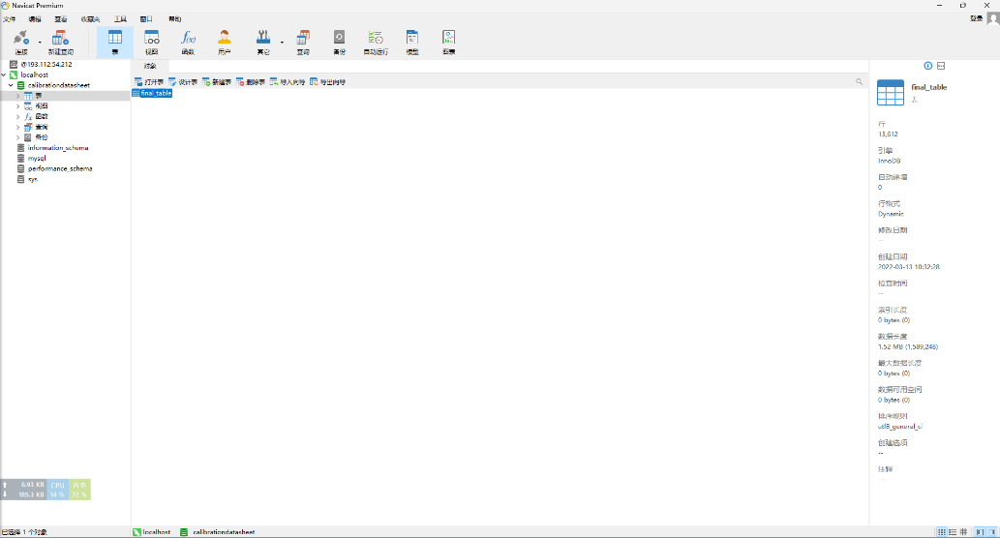 Navicat Premium
文件 编辑 查看 收藏夹 工具 窗口 帮助 登录
连接 新建查询 表 视图 函数 用户 其它 查询 备份 自动运行 模型 图表
@193.112.54.212
localhost
calibrationdatasheet
表
视图
函数
查询
备份
information_schema
mysql
performance_schema
sys
对象
打开表 设计表 新建表 删除表 导入向导 导出向导
final_table
final_table
行
13,612
引擎
InnoDB
自动递增
0
行格式
Dynamic
修改日期
--
创建日期
2022-03-13 10:32:28
检查时间
--
索引长度
0 bytes (0)
数据长度
1.52 MB (1,589,248)
最大数据长度
0 bytes (0)
数据可用空间
0 bytes (0)
排序规则
utf8_general_ci
创建选项
--
注释
--
6.93 KB CPU 内存
185.3 KB 14 % 72 %
已选择 1 个对象 localhost calibrationdatasheet